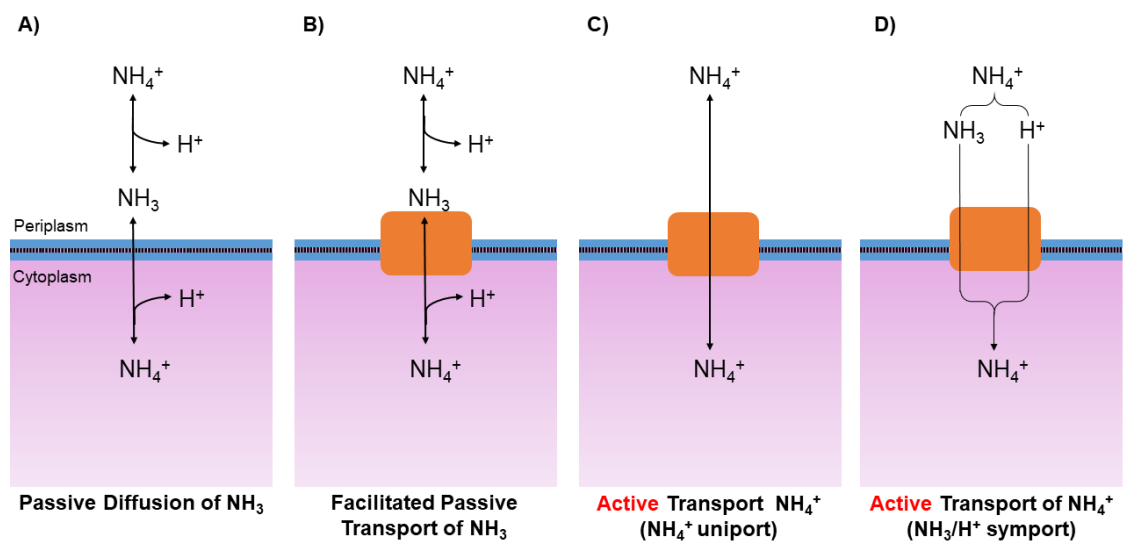 A)
NH₄⁺
H⁺
NH₃
Periplasm
Cytoplasm
H⁺
NH₄⁺
Passive Diffusion of NH₃
B)
NH₄⁺
H⁺
NH₃
H⁺
NH₄⁺
Facilitated Passive
Transport of NH₃
C)
NH₄⁺
NH₄⁺
Active Transport NH₄⁺
(NH₄⁺ uniport)
D)
NH₄⁺
NH₃ H⁺
NH₄⁺
Active Transport of NH₄⁺
(NH₃/H⁺ symport)